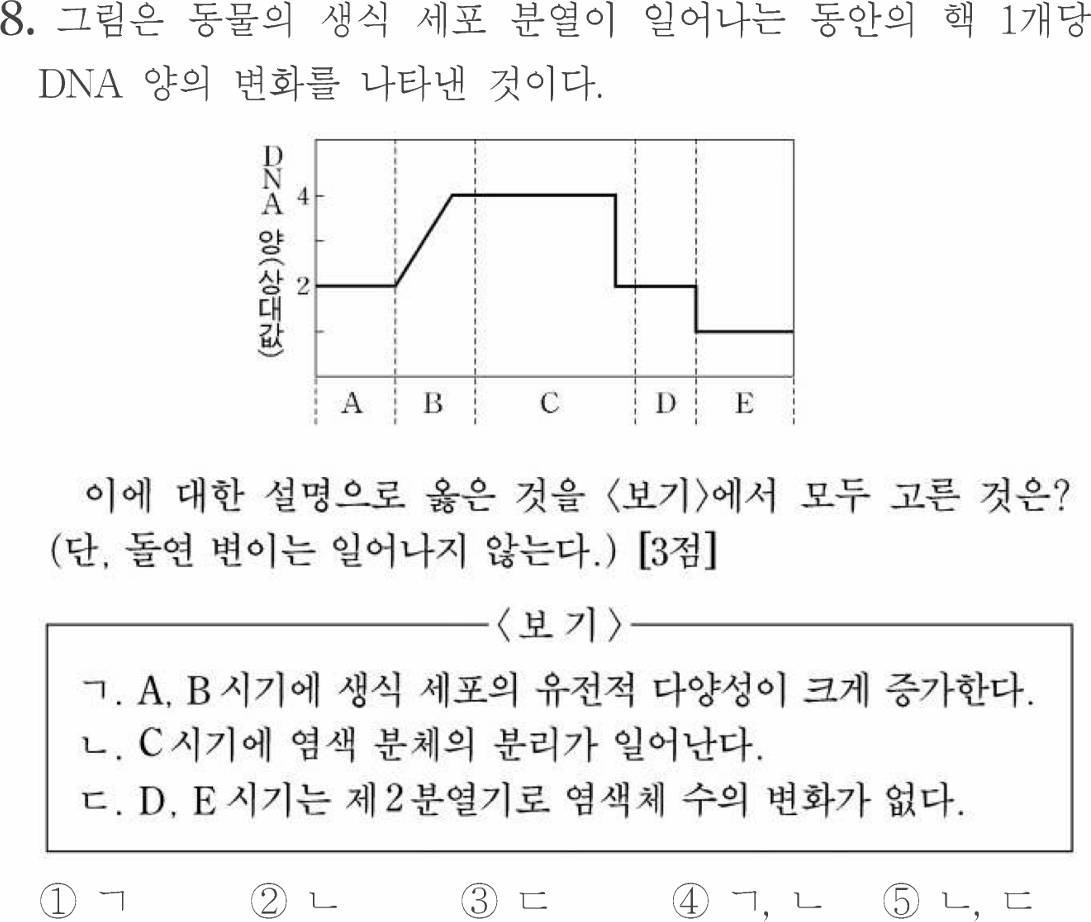 8. 그림은 동물의 생식 세포 분열이 일어나는 동안의 핵 1개당
DNA 양의 변화를 나타낸 것이다.
DNA 양(상대값)
4
2
A B C D E
이에 대한 설명으로 옳은 것을 〈보기〉에서 모두 고른 것은?
(단, 돌연 변이는 일어나지 않는다.) [3점]
〈보기〉
ㄱ. A, B 시기에 생식 세포의 유전적 다양성이 크게 증가한다.
ㄴ. C 시기에 염색 분체의 분리가 일어난다.
ㄷ. D, E 시기는 제2분열기로 염색체 수의 변화가 없다.
① ㄱ ② ㄴ ③ ㄷ ④ ㄱ, ㄴ ⑤ ㄴ, ㄷ